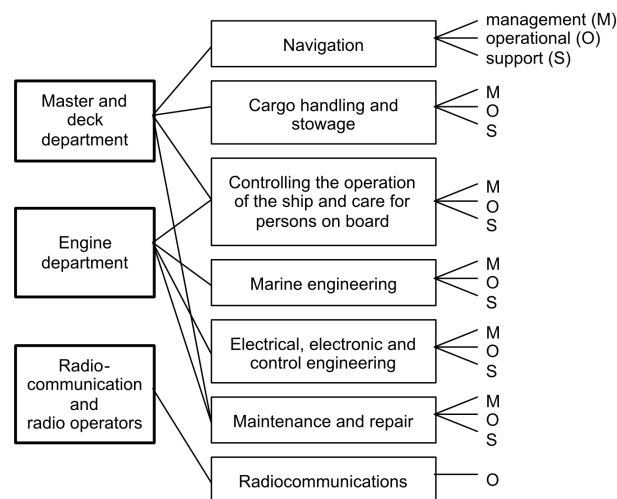 Master and
deck
department
Engine
department
Radio-
communication
and
radio operators
Navigation
management (M)
operational (O)
support (S)
Cargo handling and
stowage
M
O
S
Controlling the operation
of the ship and care for
persons on board
M
O
S
Marine engineering
M
O
S
Electrical, electronic and
control engineering
M
O
S
Maintenance and repair
M
O
S
Radiocommunications
O